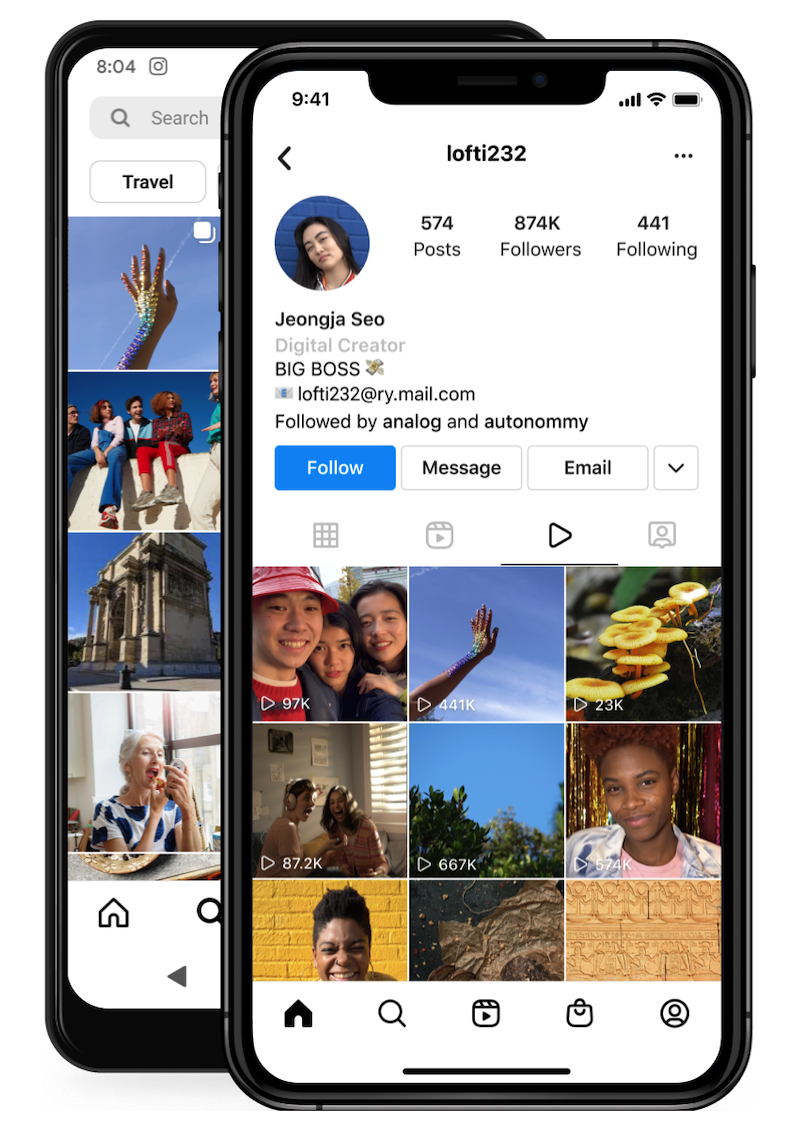 8:04
Search
Travel
9:41
lofti232
574 874K 441
Posts Followers Following
Jeongja Seo
Digital Creator
BIG BOSS 💸
📧 lofti232@ry.mail.com
Followed by analog and autonommy
Follow Message Email
97K 441K 23K
87.2K 667K 574K